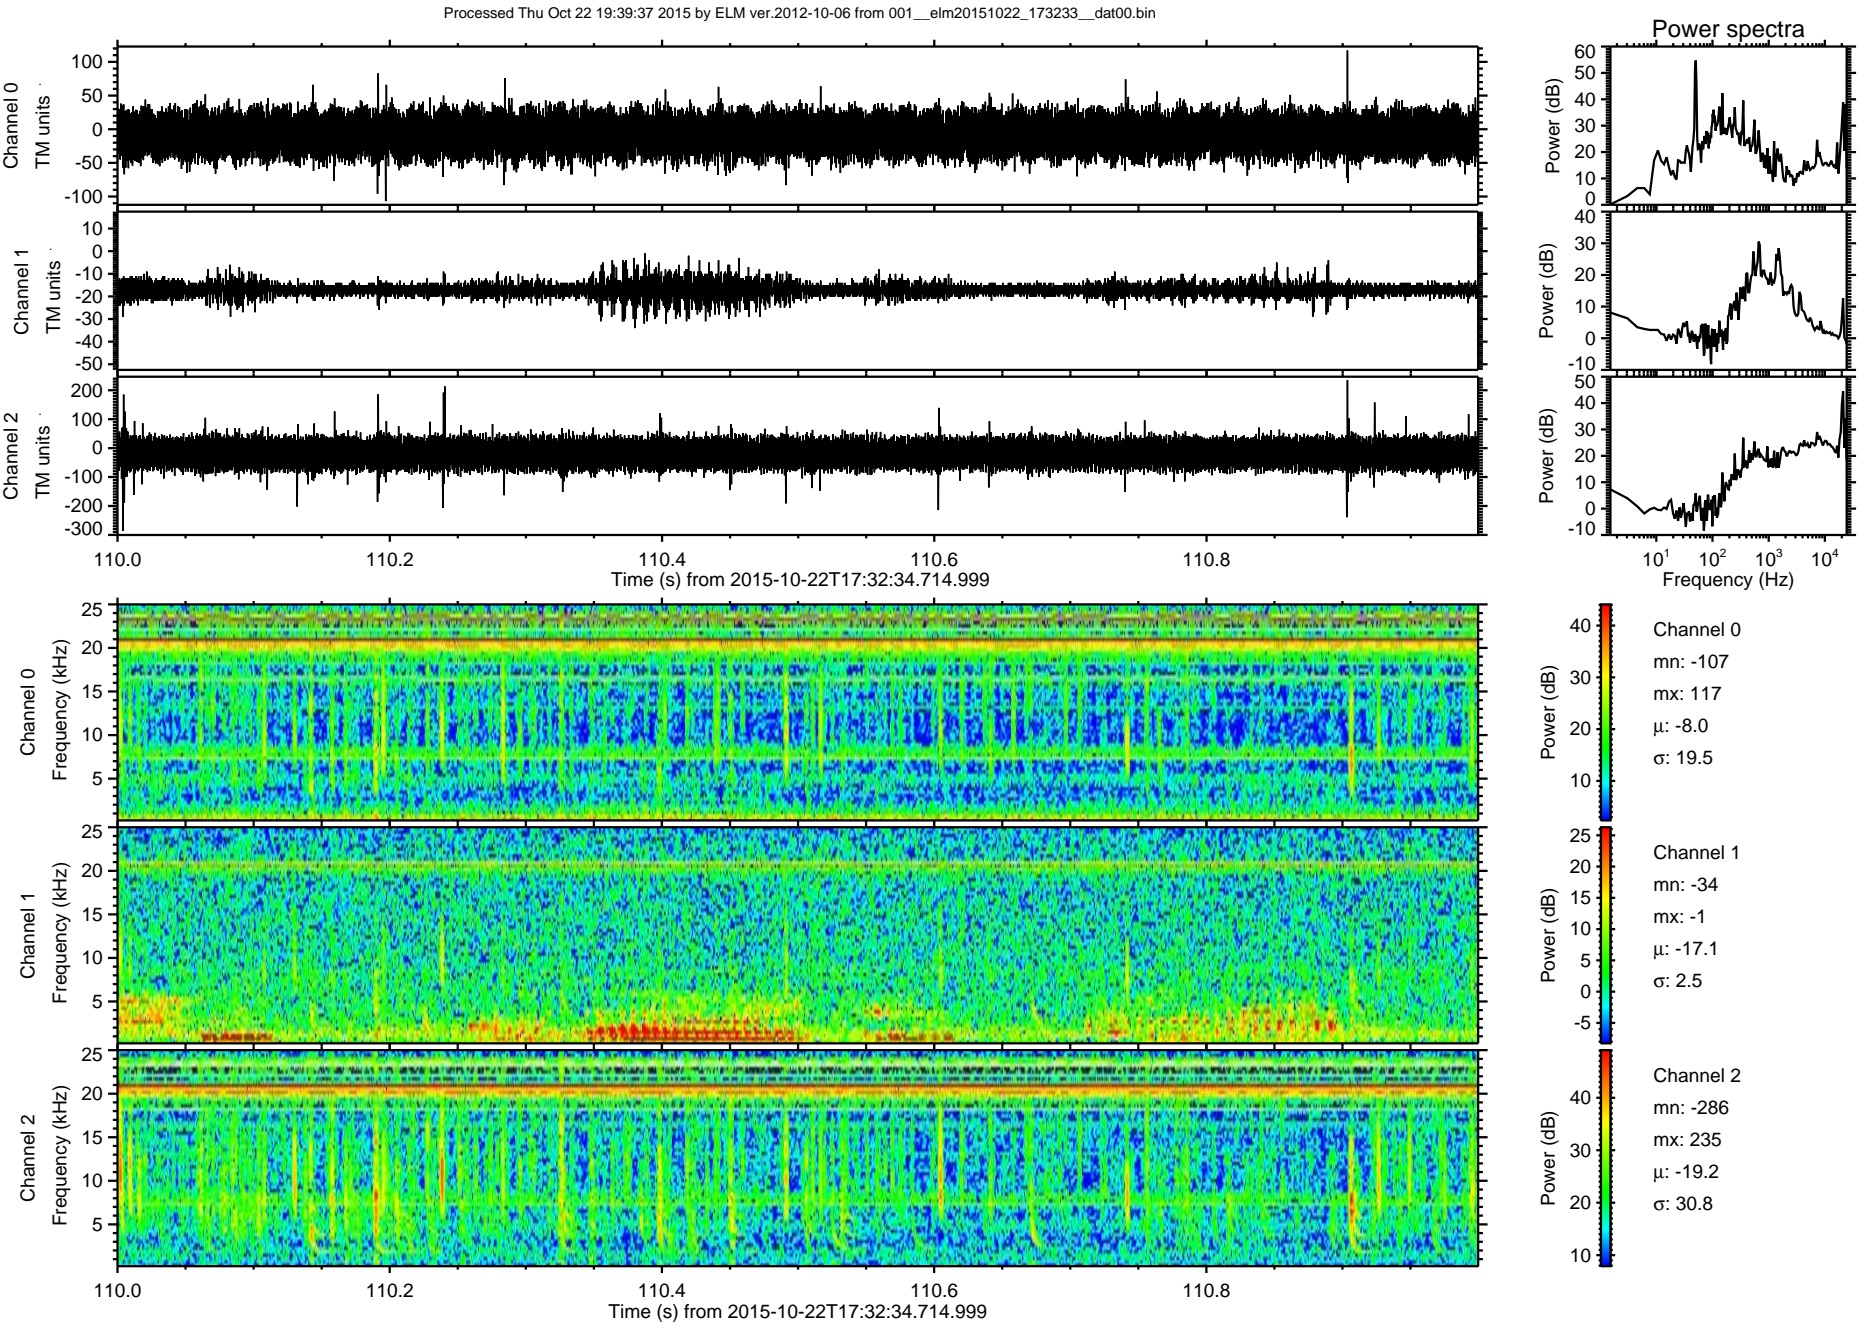 Processed Thu Oct 22 19:39:37 2015 by ELM ver.2012-10-06 from 001__elm20151022_173233__dat00.bin
Power spectra
Channel 0
TM units
100
50
0
-50
-100
Power (dB)
60
50
40
30
20
10
0
Channel 1
TM units
10
0
-10
-20
-30
-40
-50
Power (dB)
40
30
20
10
0
-10
Channel 2
TM units
200
100
0
-100
-200
-300
Power (dB)
50
40
30
20
10
0
-10
110.0 110.2 110.4 110.6 110.8
Time (s) from 2015-10-22T17:32:34.714.999
10¹ 10² 10³ 10⁴
Frequency (Hz)
Channel 0
Frequency (kHz)
25
20
15
10
5
Power (dB)
40
30
20
10
Channel 0
mn: -107
mx: 117
μ: -8.0
σ: 19.5
Channel 1
Frequency (kHz)
25
20
15
10
5
Power (dB)
25
20
15
10
5
0
-5
Channel 1
mn: -34
mx: -1
μ: -17.1
σ: 2.5
Channel 2
Frequency (kHz)
25
20
15
10
5
Power (dB)
40
30
20
10
Channel 2
mn: -286
mx: 235
μ: -19.2
σ: 30.8
110.0 110.2 110.4 110.6 110.8
Time (s) from 2015-10-22T17:32:34.714.999